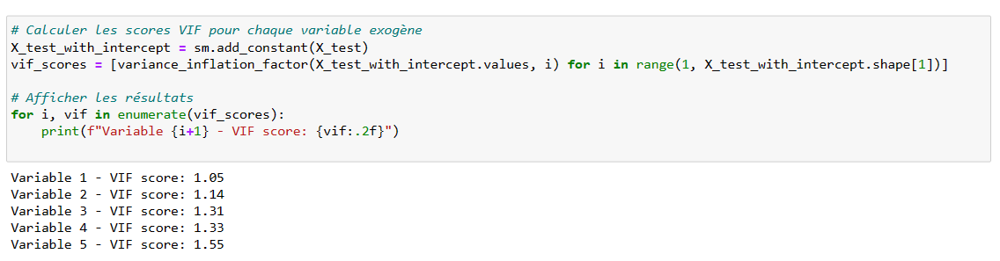 # Calculer les scores VIF pour chaque variable exogène
X_test_with_intercept = sm.add_constant(X_test)
vif_scores = [variance_inflation_factor(X_test_with_intercept.values, i) for i in range(1, X_test_with_intercept.shape[1])]
# Afficher les résultats
for i, vif in enumerate(vif_scores):
    print(f"Variable {i+1} - VIF score: {vif:.2f}")
Variable 1 - VIF score: 1.05
Variable 2 - VIF score: 1.14
Variable 3 - VIF score: 1.31
Variable 4 - VIF score: 1.33
Variable 5 - VIF score: 1.55